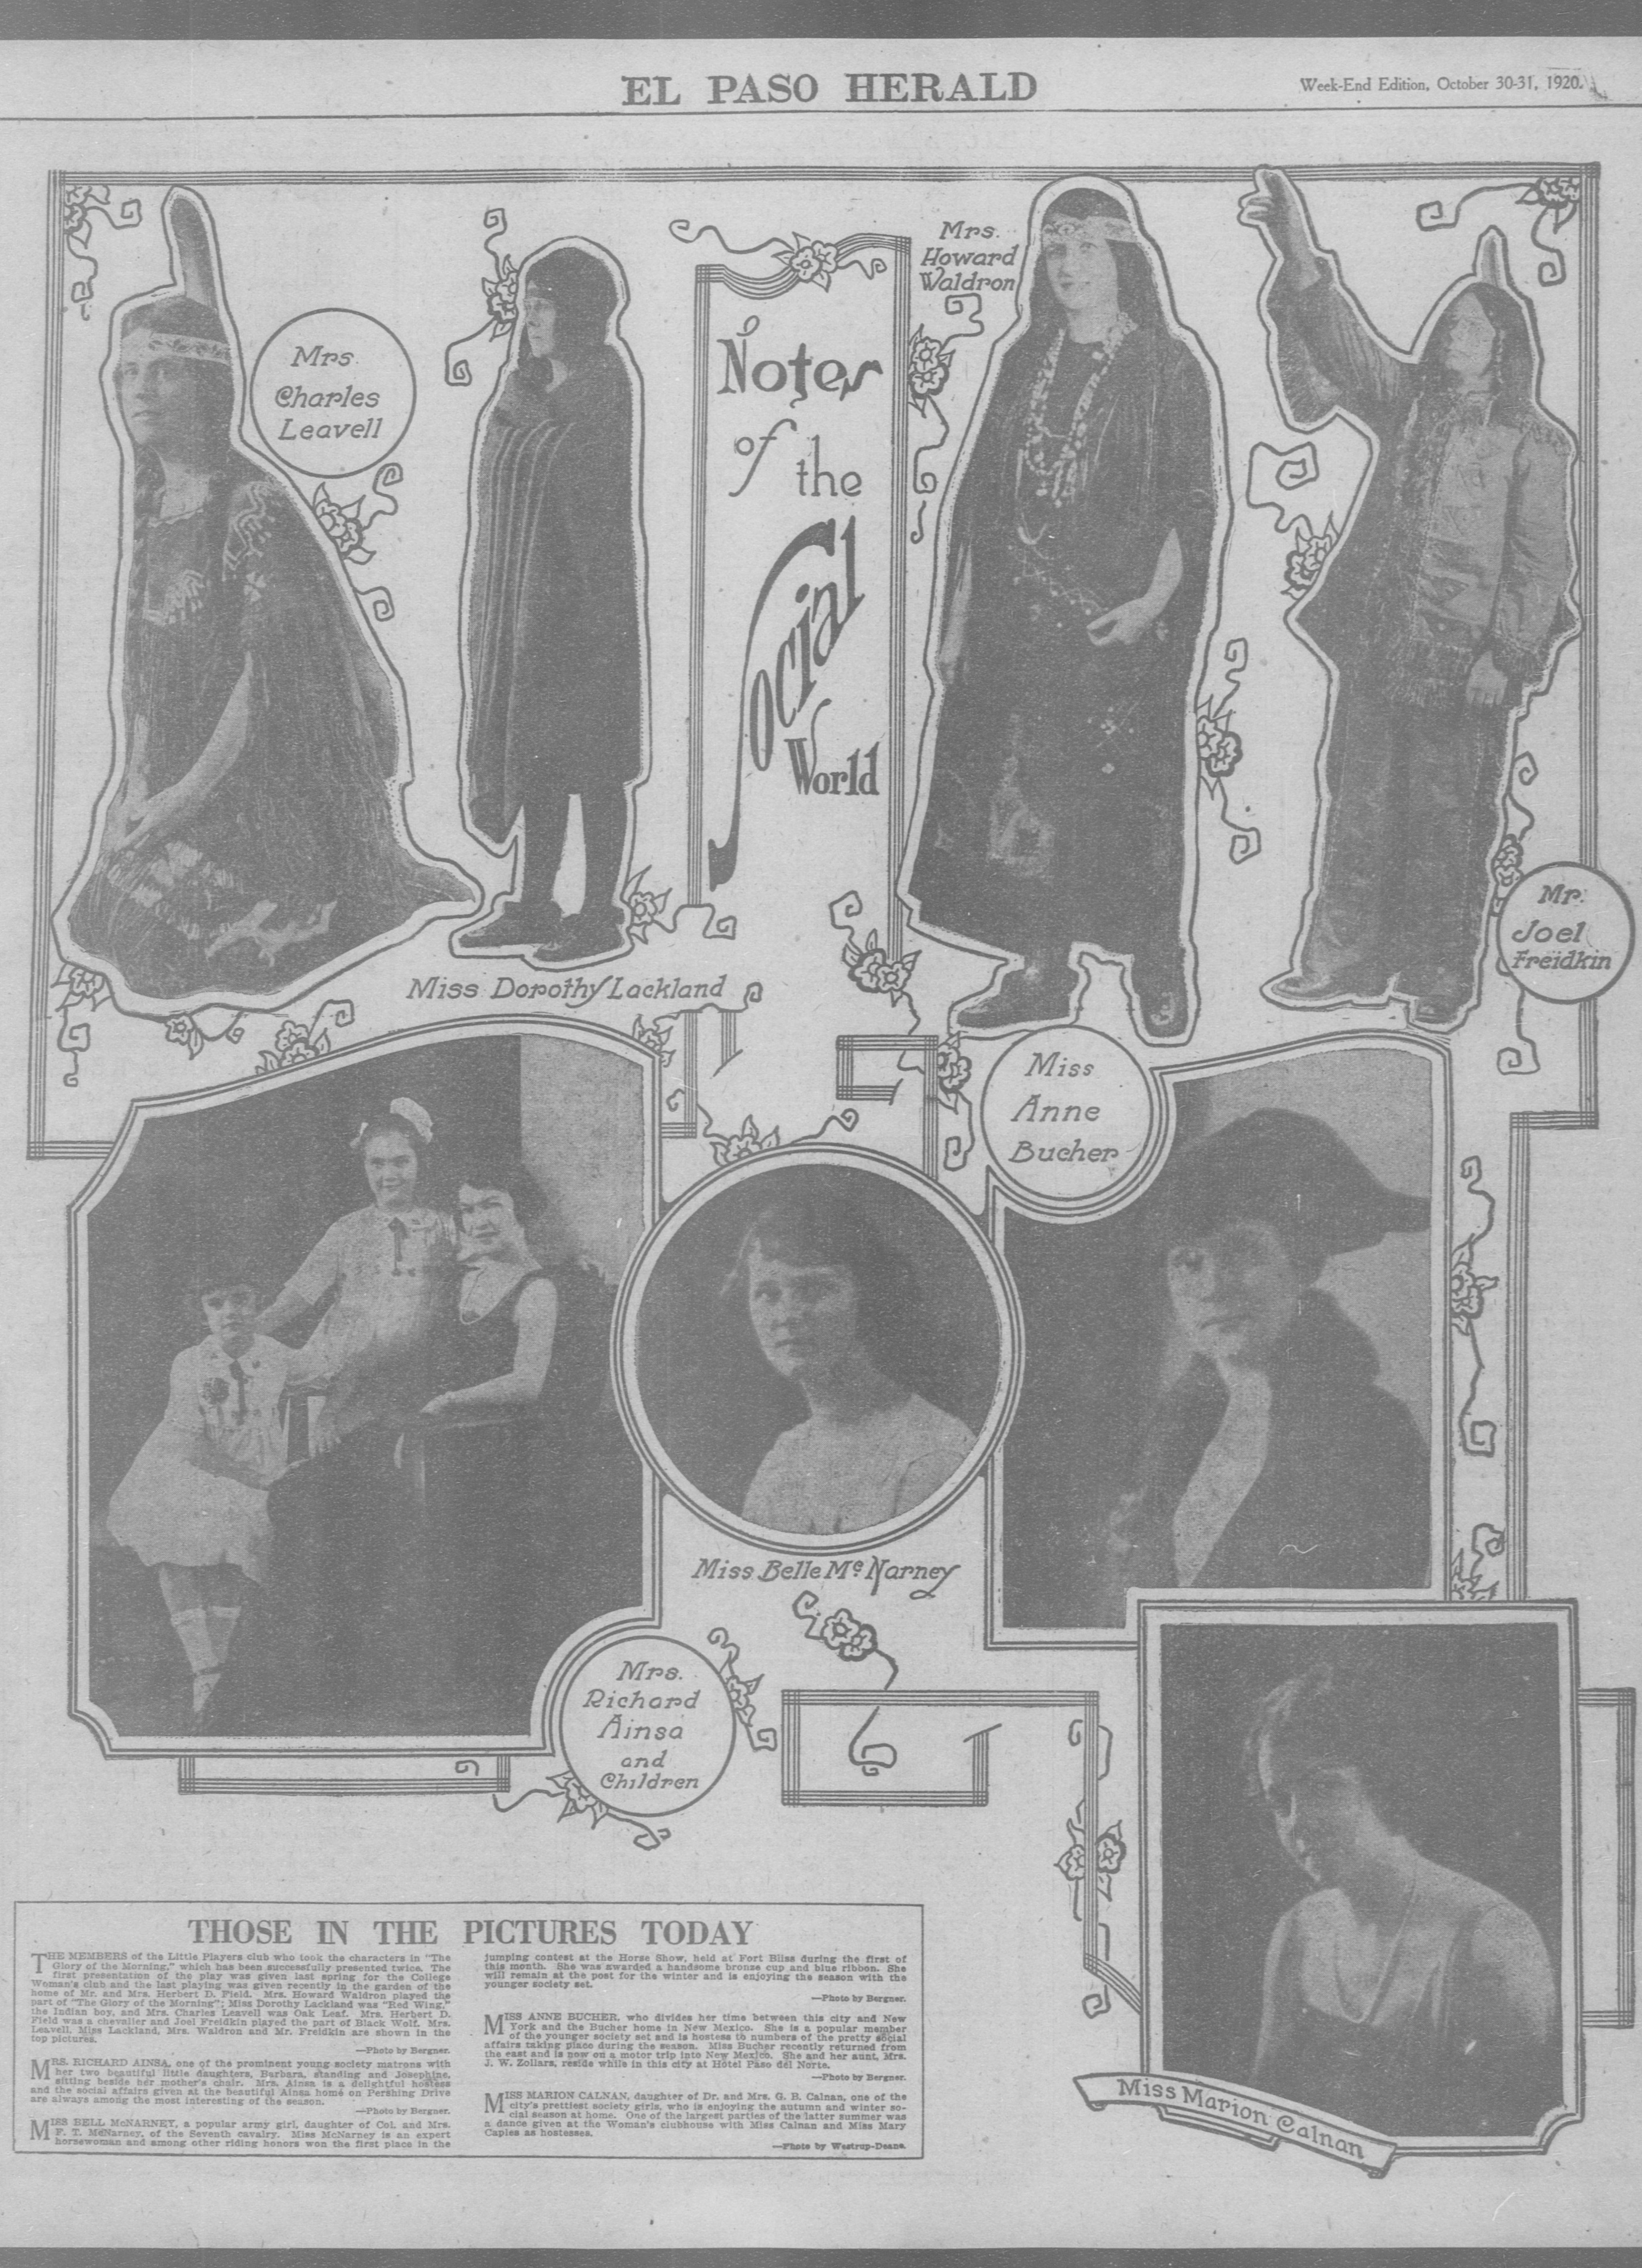 EL PASO HERALD
Week-End Edition, October 30-31, 1920.
Mrs.
Charles
Leavell
Notes
of the
Social
World
Mrs.
Howard
Waldron
Mr.
Joel
Freidkin
Miss Dorothy Lackland
Miss
Anne
Bucher
Miss Belle McNarney
Mrs.
Richard
Ainsa
and
Children
Miss Marion Calnan
THOSE IN THE PICTURES TODAY
THE MEMBERS of the Little Players club who took the characters in "The
Glory of the Morning," which has been successfully presented twice. The
first presentation of the play was given last spring for the College
Woman's club and the last playing was given recently in the garden of the
home of Mr. and Mrs. Herbert D. Field. Mrs. Howard Waldron played the
part of "The Glory of the Morning"; Miss Dorothy Lackland was "Red Wing,"
the Indian boy, and Mrs. Charles Leavell was Oak Leaf. Mrs. Herbert D.
Field was a chevalier and Joel Freidkin played the part of Black Wolf. Mrs.
Leavell, Miss Lackland, Mrs. Waldron and Mr. Freidkin are shown in the
top pictures.
—Photo by Bergner.
MRS. RICHARD AINSA, one of the prominent young society matrons with
her two beautiful little daughters, Barbara, standing and Josephine,
sitting beside her mother's chair. Mrs. Ainsa is a delightful hostess
and the social affairs given at the beautiful Ainsa home on Pershing Drive
are always among the most interesting of the season.
—Photo by Bergner.
MISS BELL McNARNEY, a popular army girl, daughter of Col. and Mrs.
F. T. McNarney, of the Seventh cavalry. Miss McNarney is an expert
horsewoman and among other riding honors won the first place in the
jumping contest at the Horse Show, held at Fort Bliss during the first of
this month. She was awarded a handsome bronze cup and blue ribbon. She
will remain at the post for the winter and is enjoying the season with the
younger society set.
—Photo by Bergner.
MISS ANNE BUCHER, who divides her time between this city and New
York and the Bucher home in New Mexico. She is a popular member
of the younger society set and is hostess to numbers of the pretty social
affairs taking place during the season. Miss Bucher recently returned from
the east and is now on a motor trip into New Mexico. She and her aunt, Mrs.
J. W. Zollars, reside while in this city at Hotel Paso del Norte.
—Photo by Bergner.
MISS MARION CALNAN, daughter of Dr. and Mrs. G. B. Calnan, one of the
city's prettiest society girls, who is enjoying the autumn and winter so-
cial season at home. One of the largest parties of the latter summer was
a dance given at the Woman's clubhouse with Miss Calnan and Miss Mary
Caples as hostesses.
—Photo by Westrup-Deane.